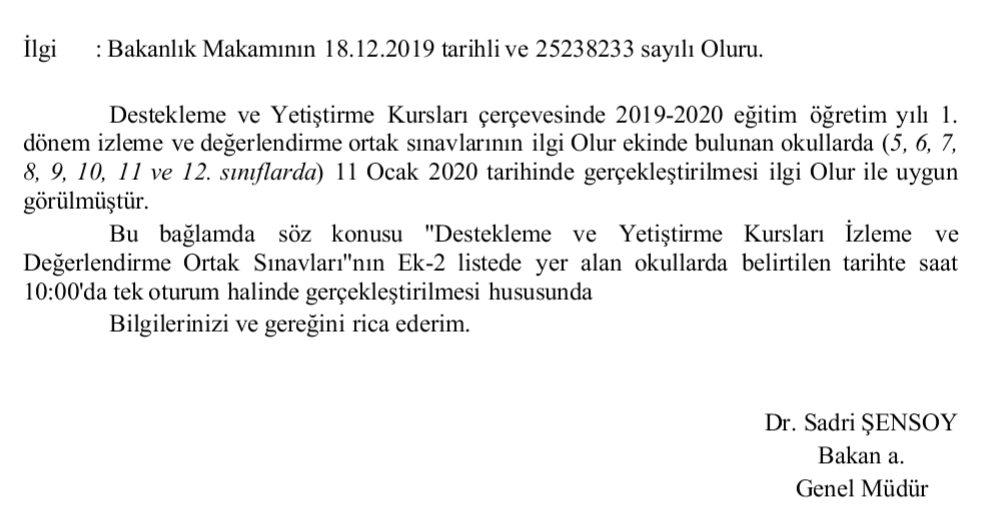 İlgi : Bakanlık Makamının 18.12.2019 tarihli ve 25238233 sayılı Oluru.
Destekleme ve Yetiştirme Kursları çerçevesinde 2019-2020 eğitim öğretim yılı 1.
dönem izleme ve değerlendirme ortak sınavlarının ilgi Olur ekinde bulunan okullarda (5, 6, 7,
8, 9, 10, 11 ve 12. sınıflarda) 11 Ocak 2020 tarihinde gerçekleştirilmesi ilgi Olur ile uygun
görülmüştür.
Bu bağlamda söz konusu "Destekleme ve Yetiştirme Kursları İzleme ve
Değerlendirme Ortak Sınavları"nın Ek-2 listede yer alan okullarda belirtilen tarihte saat
10:00'da tek oturum halinde gerçekleştirilmesi hususunda
Bilgilerinizi ve gereğini rica ederim.
Dr. Sadri ŞENSOY
Bakan a.
Genel Müdür